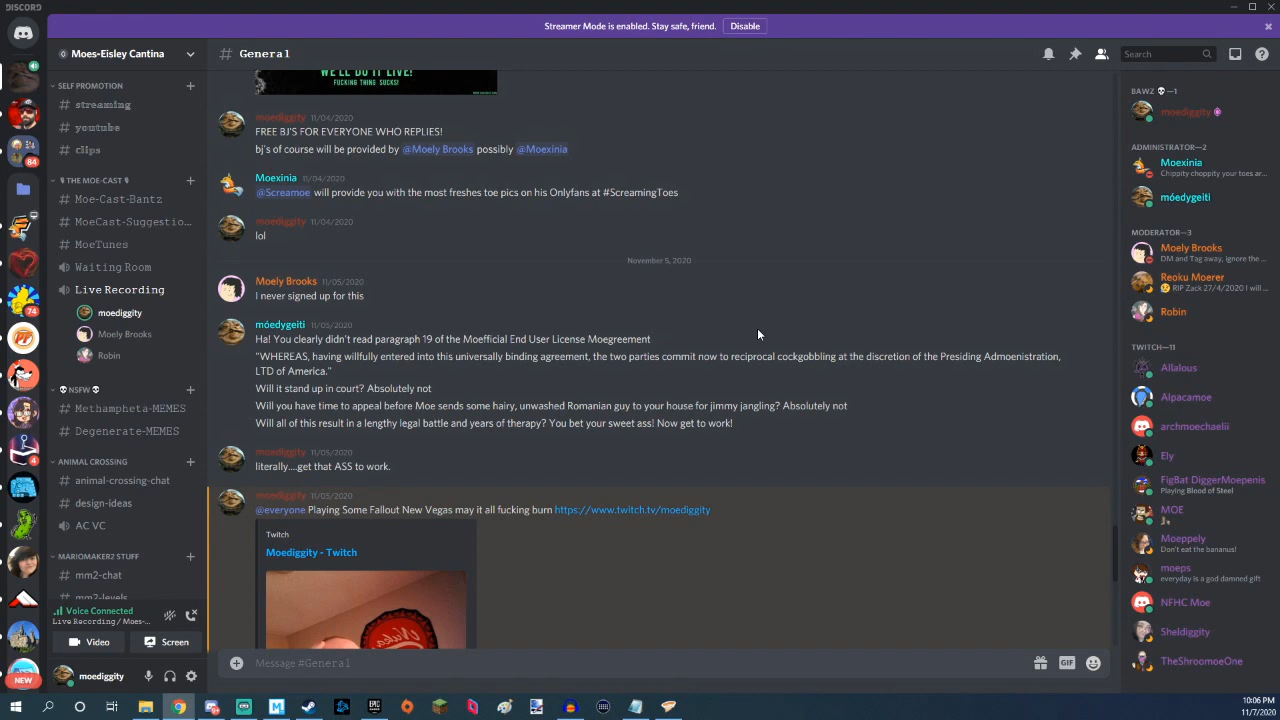 DISCORD
Streamer Mode is enabled. Stay safe, friend.
Disable
Moes-Eisley Cantina
# General
Search
SELF PROMOTION
# streaming
# youtube
# clips
THE MOE-CAST
# Moe-Cast-Bantz
# MoeCast-Suggestio...
# MoeTunes
Waiting Room
Live Recording
moediggity
Moely Brooks
Robin
NSFW
# Methampheta-MEMES
# Degenerate-MEMES
ANIMAL CROSSING
# animal-crossing-chat
# design-ideas
AC VC
MARIOMAKER2 STUFF
# mm2-chat
# mm2-levels
Voice Connected
Live Recording / Moes-...
Video
Screen
moediggity
84
74
4
NEW
WE'LL DO IT LIVE!
FUCKING THING SUCKS!
moediggity 11/04/2020
FREE BJ'S FOR EVERYONE WHO REPLIES!
bj's of course will be provided by @Moely Brooks possibly @Moexinia
Moexinia 11/04/2020
@Screamoe will provide you with the most freshes toe pics on his Onlyfans at #ScreamingToes
moediggity 11/04/2020
lol
November 5, 2020
Moely Brooks 11/05/2020
I never signed up for this
móedygeiti 11/05/2020
Ha! You clearly didn't read paragraph 19 of the Moefficial End User License Moegreement
"WHEREAS, having willfully entered into this universally binding agreement, the two parties commit now to reciprocal cockgobbling at the discretion of the Presiding Admoenistration,
LTD of America."
Will it stand up in court? Absolutely not
Will you have time to appeal before Moe sends some hairy, unwashed Romanian guy to your house for jimmy jangling? Absolutely not
Will all of this result in a lengthy legal battle and years of therapy? You bet your sweet ass! Now get to work!
moediggity 11/05/2020
literally....get that ASS to work.
moediggity 11/05/2020
@everyone Playing Some Fallout New Vegas may it all fucking burn https://www.twitch.tv/moediggity
Twitch
Moediggity - Twitch
Nuka
Message #General
GIF
BAWZ —1
moediggity
ADMINISTRATOR—2
Moexinia
Chippity choppity your toes ar...
móedygeiti
MODERATOR—3
Moely Brooks
DM and Tag away, ignore the ...
Reoku Moerer
RIP Zack 27/4/2020 I will ...
Robin
TWITCH—11
Allalous
Alpacamoe
archmoechaelii
Ely
FigBat DiggerMoepenis
Playing Blood of Steel
MOE
Moeppely
Don't eat the bananus!
moeps
everyday is a god damned gift
NFHC Moe
Sheldiggity
TheShroomoeOne
EPIC
10:06 PM
11/7/2020